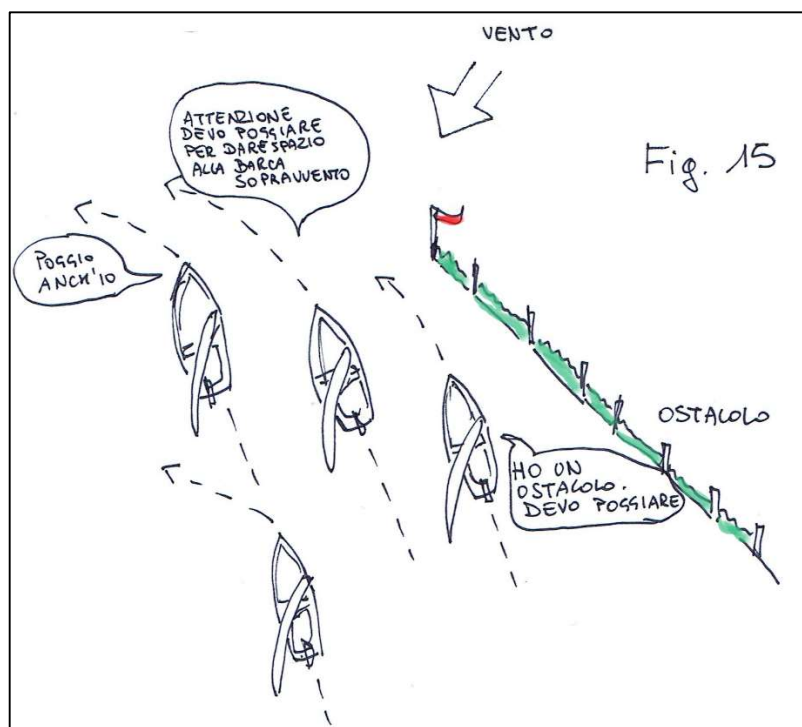 VENTO
ATTENZIONE
DEVO POGGIARE
PER DARE SPAZIO
ALLA BARCA
SOPRAVVENTO
Fig. 15
POGGIO
ANCH'IO
OSTACOLO
HO UN
OSTACOLO.
DEVO POGGIARE